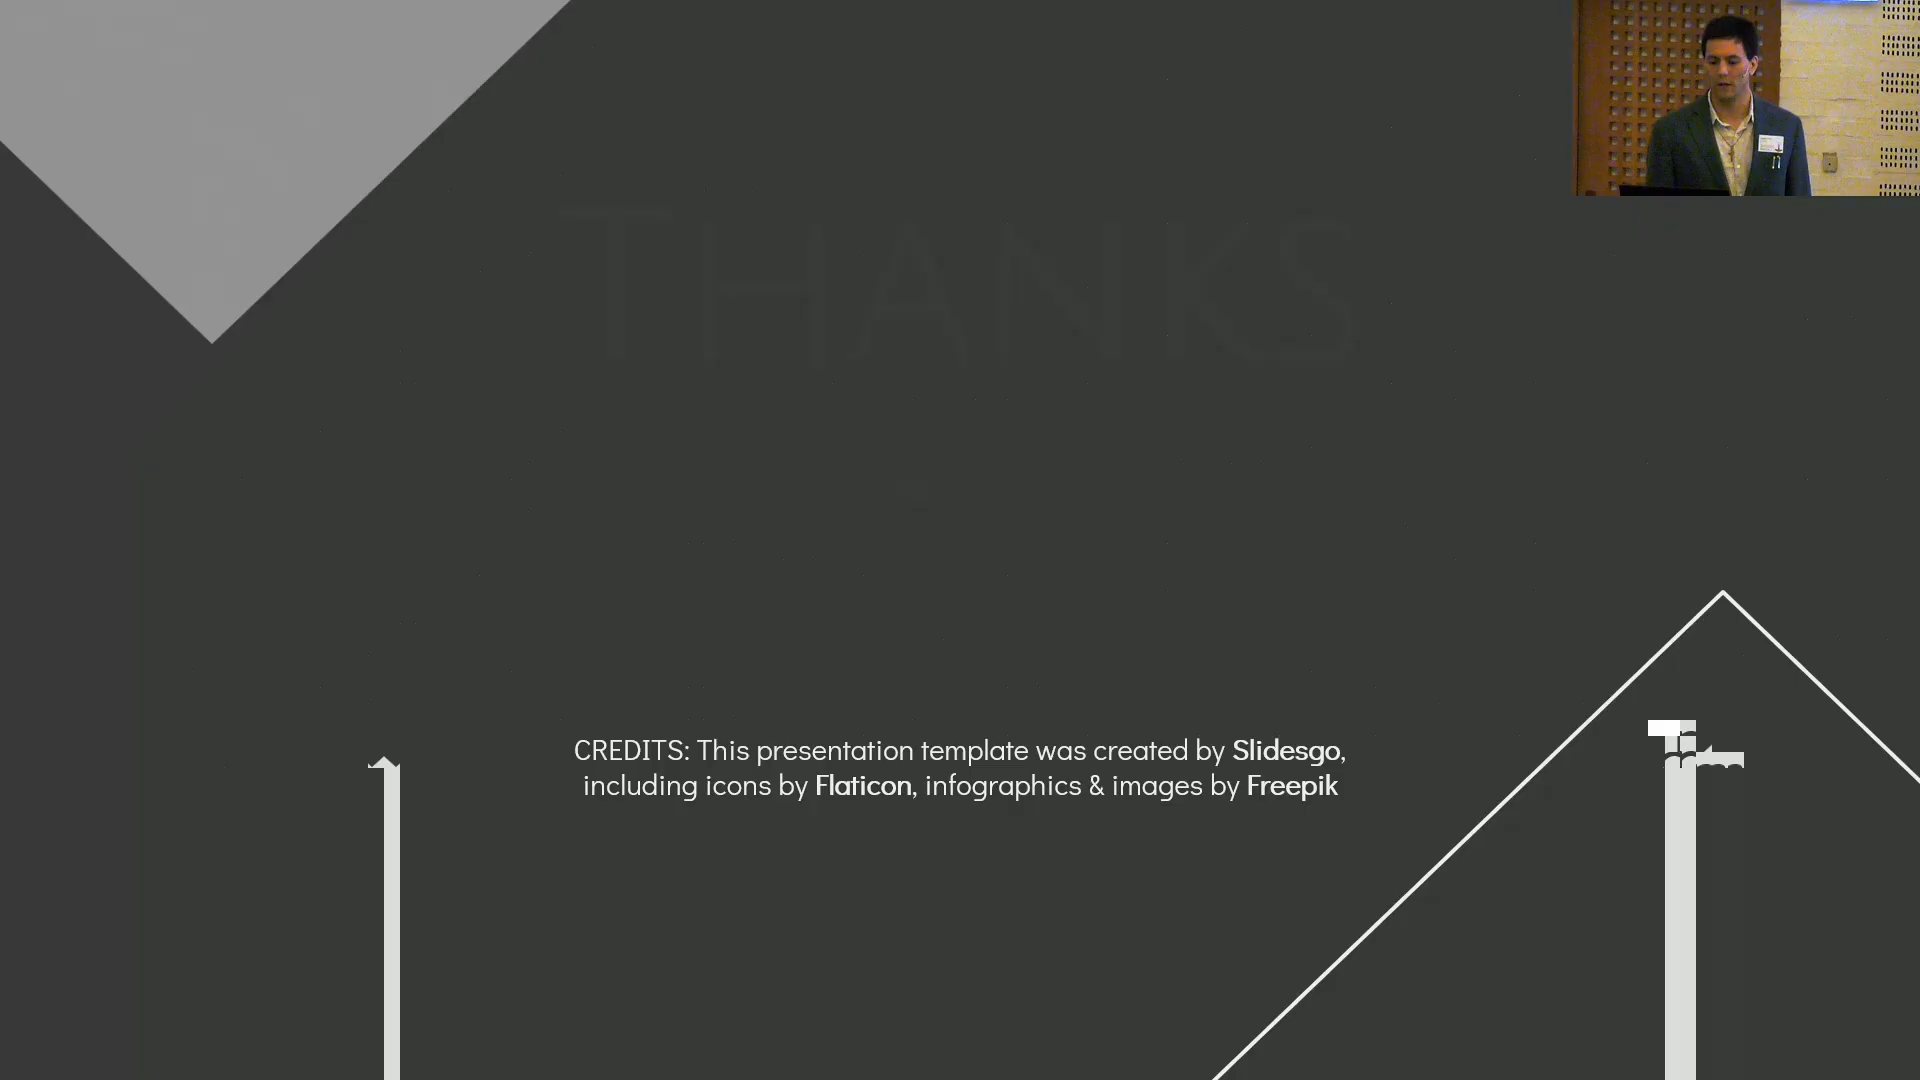 THANKS
CREDITS: This presentation template was created by Slidesgo,
including icons by Flaticon, infographics & images by Freepik